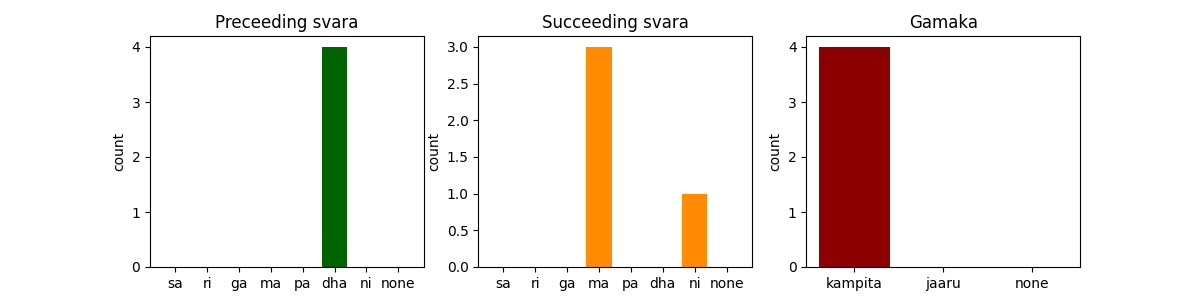 Preceeding svara
count
4
3
2
1
0
sa ri ga ma pa dha ni none
Succeeding svara
count
3.0
2.5
2.0
1.5
1.0
0.5
0.0
sa ri ga ma pa dha ni none
Gamaka
count
4
3
2
1
0
kampita jaaru none